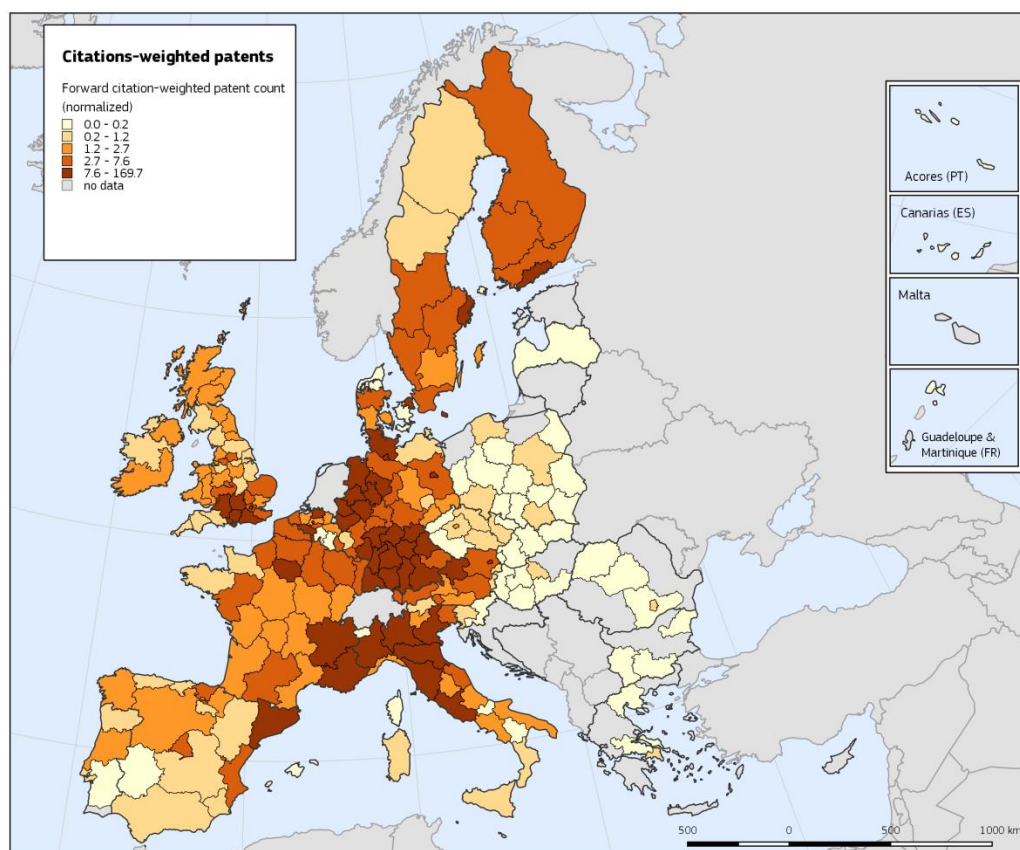 Citations-weighted patents
Forward citation-weighted patent count
(normalized)
0.0 - 0.2
0.2 - 1.2
1.2 - 2.7
2.7 - 7.6
7.6 - 169.7
no data
Acores (PT)
Canarias (ES)
Malta
Guadeloupe &
Martinique (FR)
500 0 500 1000 km